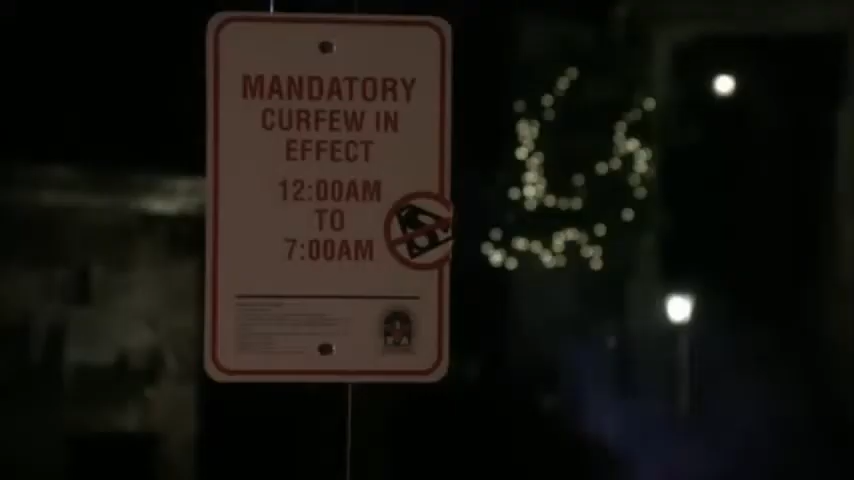 MANDATORY
CURFEW IN
EFFECT
12:00AM
TO
7:00AM